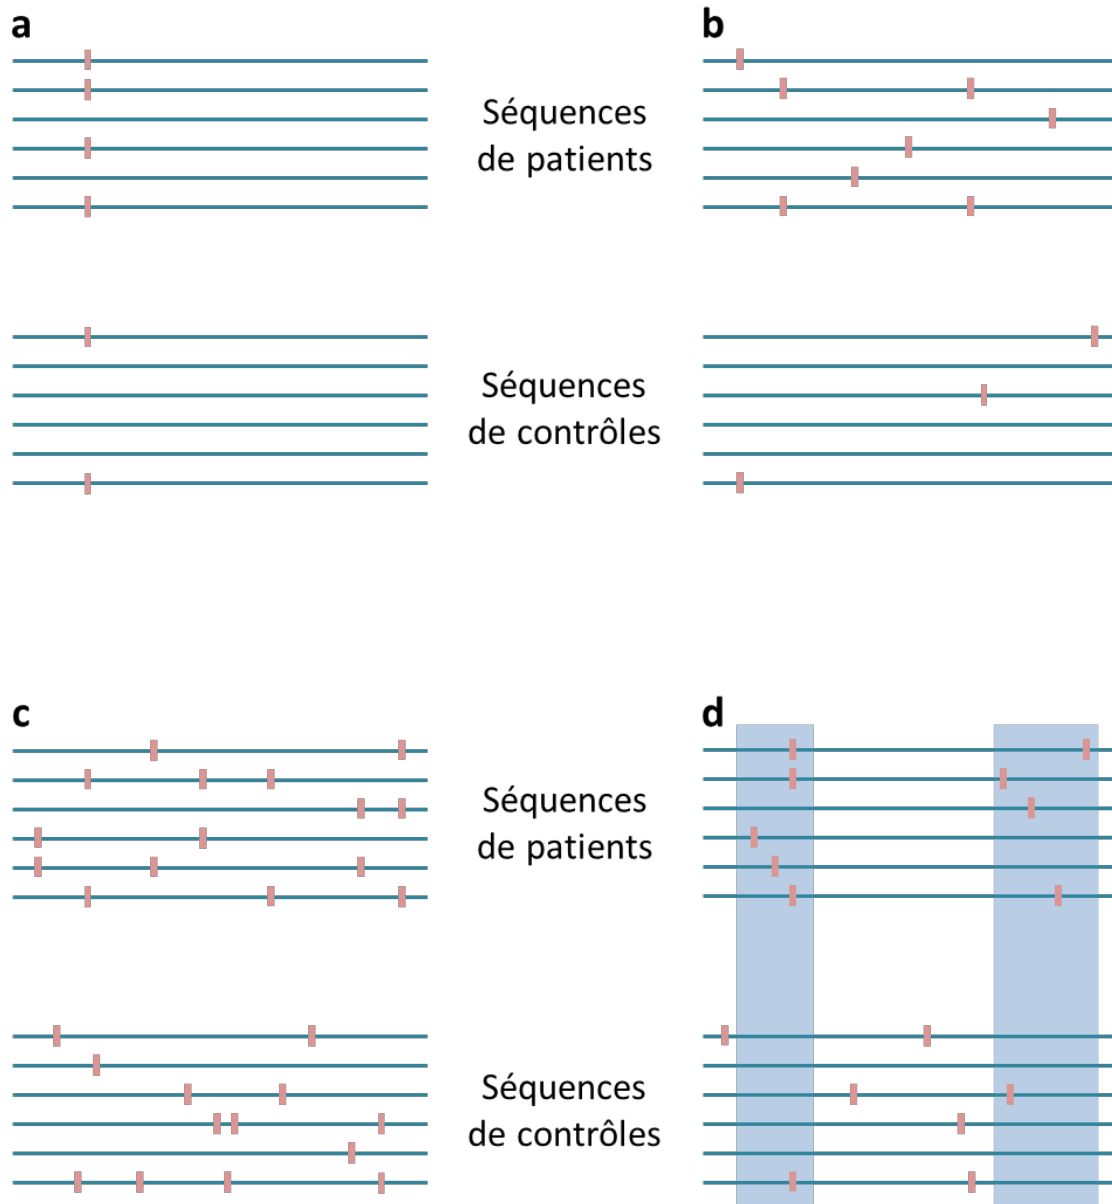 a
b
Séquences
de patients
Séquences
de contrôles
c
d
Séquences
de patients
Séquences
de contrôles